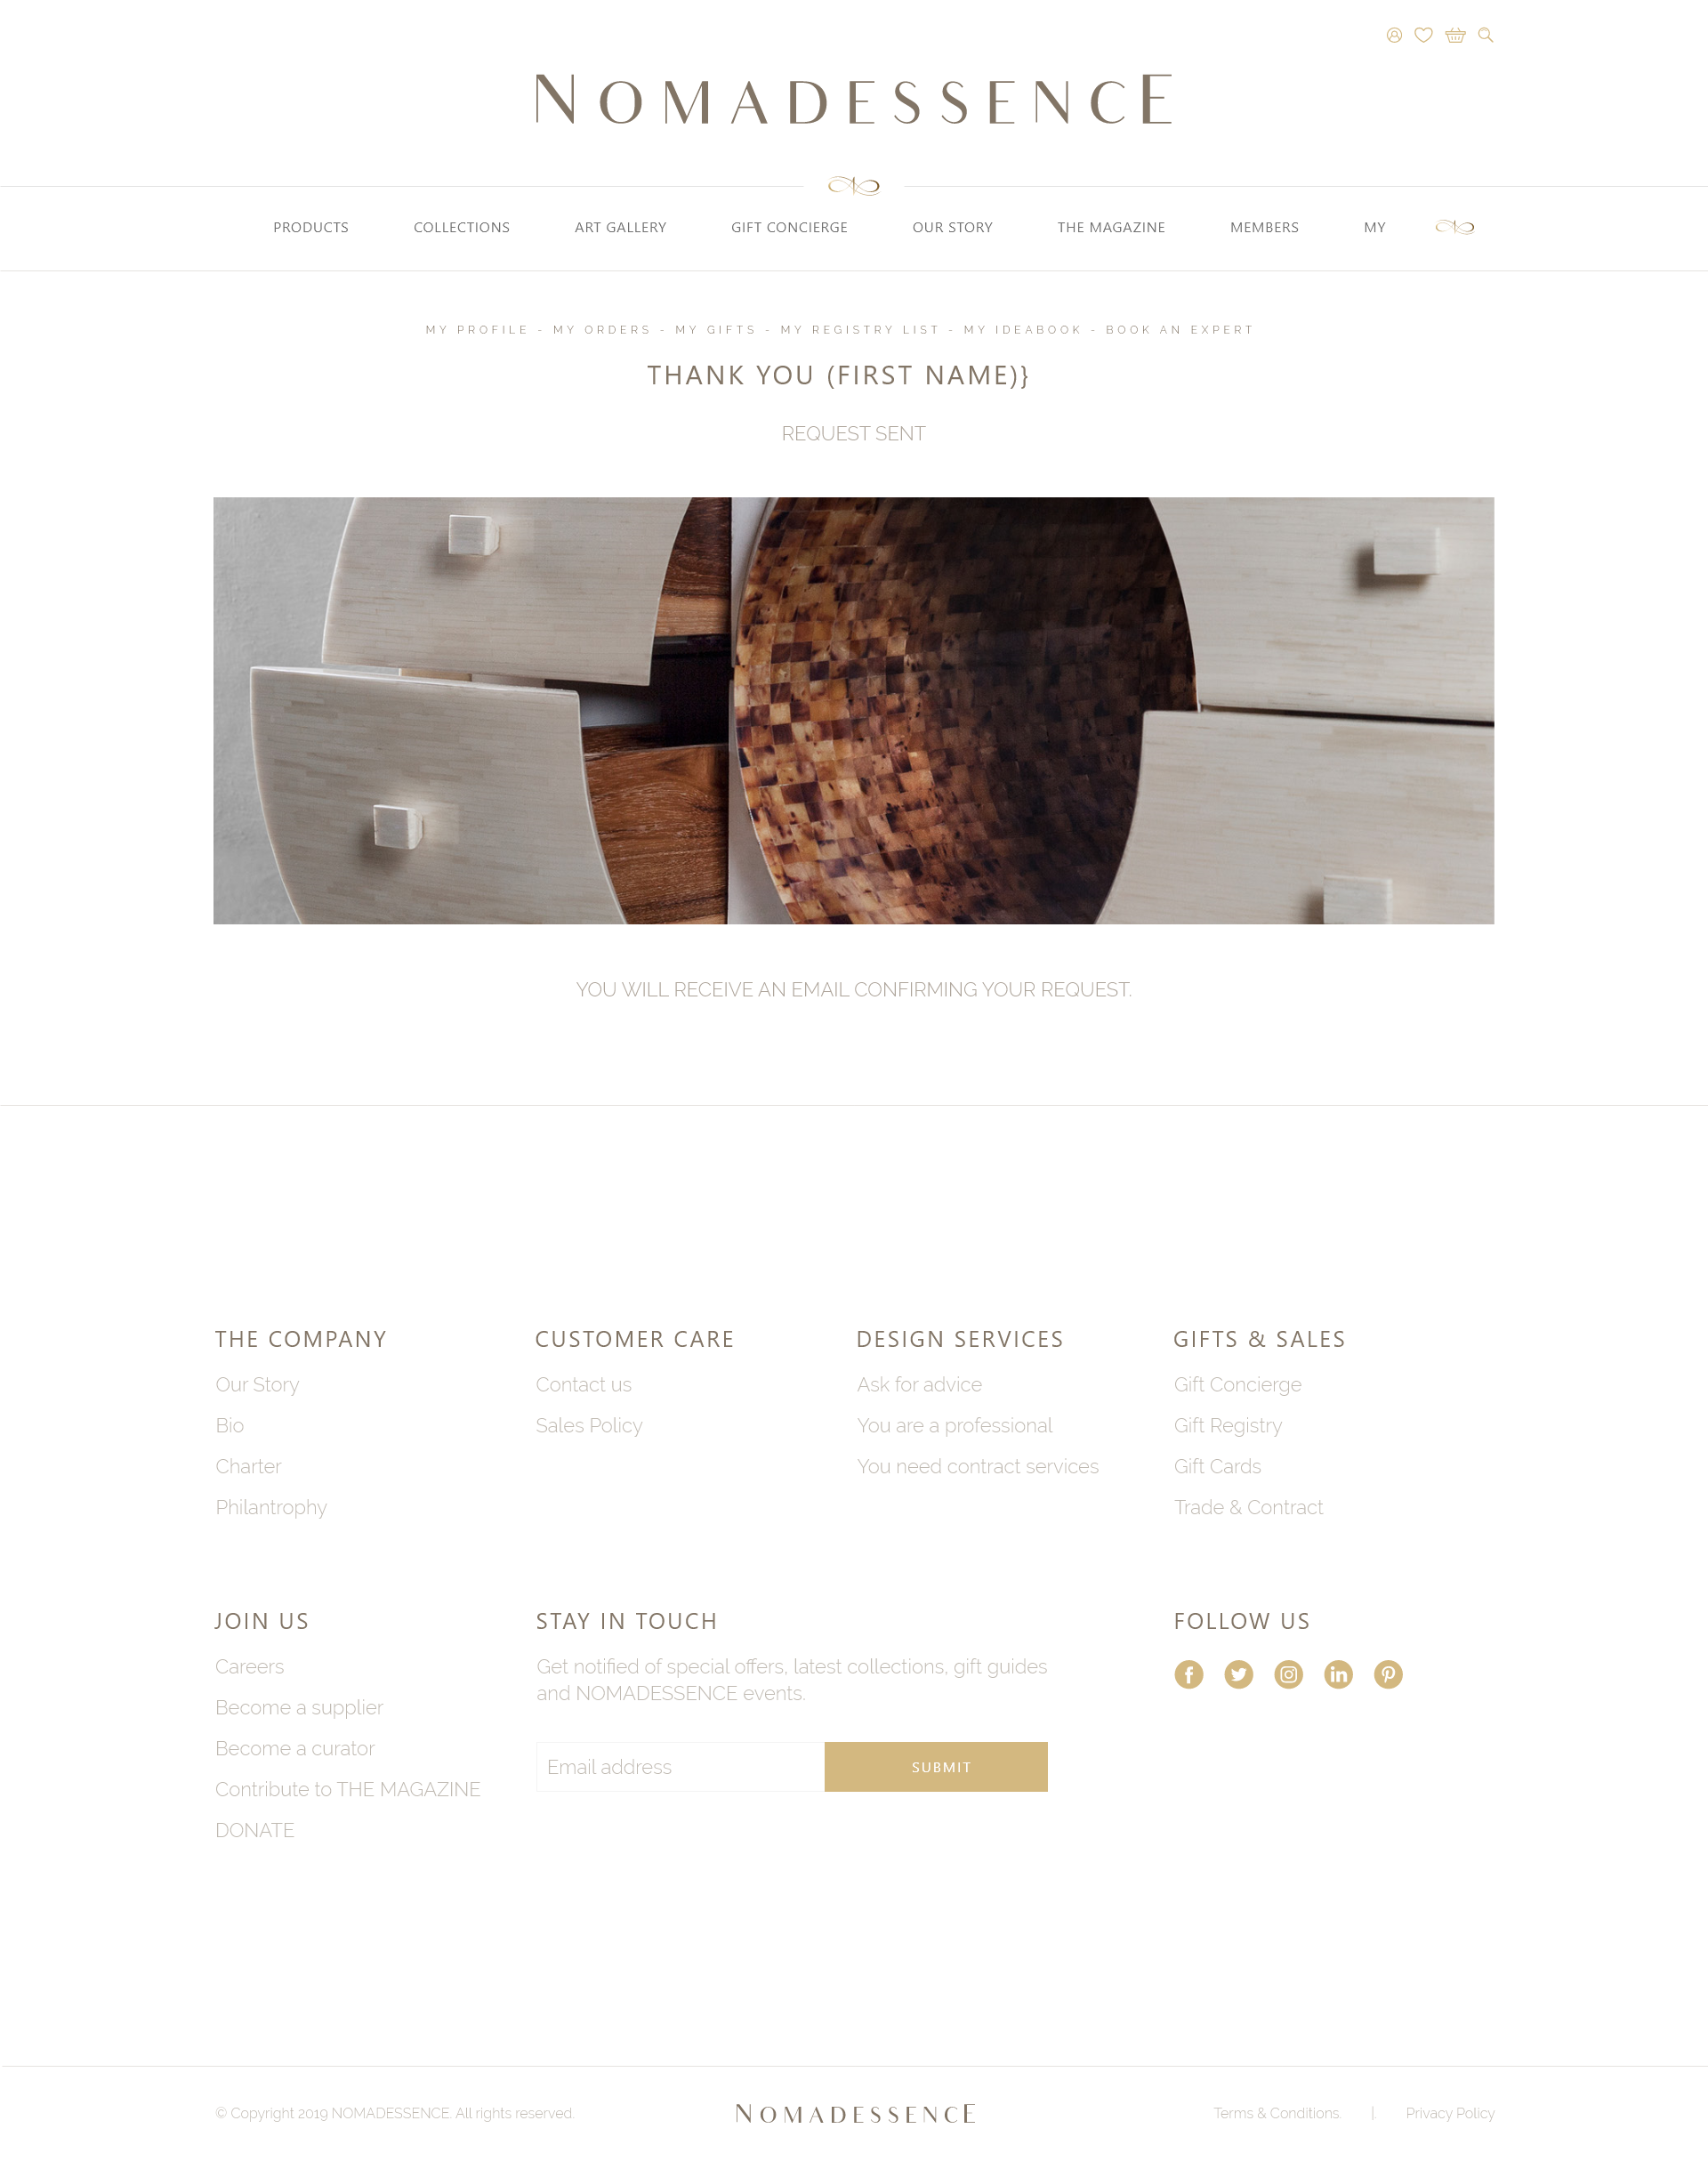 NOMADESSENCE
PRODUCTS COLLECTIONS ART GALLERY GIFT CONCIERGE OUR STORY THE MAGAZINE MEMBERS MY
MY PROFILE - MY ORDERS - MY GIFTS - MY REGISTRY LIST - MY IDEABOOK - BOOK AN EXPERT
THANK YOU (FIRST NAME)}
REQUEST SENT
YOU WILL RECEIVE AN EMAIL CONFIRMING YOUR REQUEST.
THE COMPANY
Our Story
Bio
Charter
Philantrophy
CUSTOMER CARE
Contact us
Sales Policy
DESIGN SERVICES
Ask for advice
You are a professional
You need contract services
GIFTS & SALES
Gift Concierge
Gift Registry
Gift Cards
Trade & Contract
JOIN US
Careers
Become a supplier
Become a curator
Contribute to THE MAGAZINE
DONATE
STAY IN TOUCH
Get notified of special offers, latest collections, gift guides
and NOMADESSENCE events.
Email address SUBMIT
FOLLOW US
© Copyright 2019 NOMADESSENCE. All rights reserved. NOMADESSENCE Terms & Conditions. |. Privacy Policy